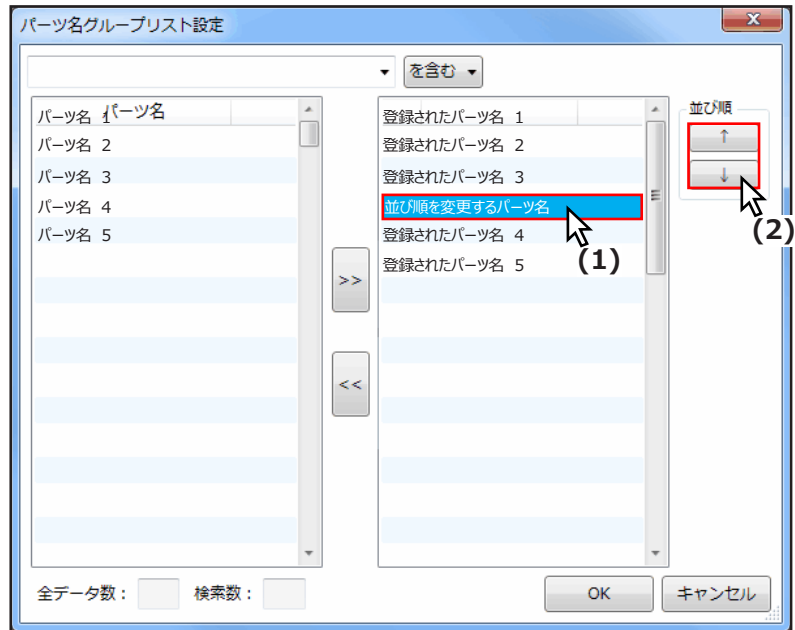 パーツ名グループリスト設定
を含む
パーツ名
パーツ名 1
パーツ名 2
パーツ名 3
パーツ名 4
パーツ名 5
>>
<<
登録されたパーツ名 1
登録されたパーツ名 2
登録されたパーツ名 3
並び順を変更するパーツ名
登録されたパーツ名 4
登録されたパーツ名 5
(1)
並び順
↑
↓
(2)
全データ数： 検索数：
OK
キャンセル